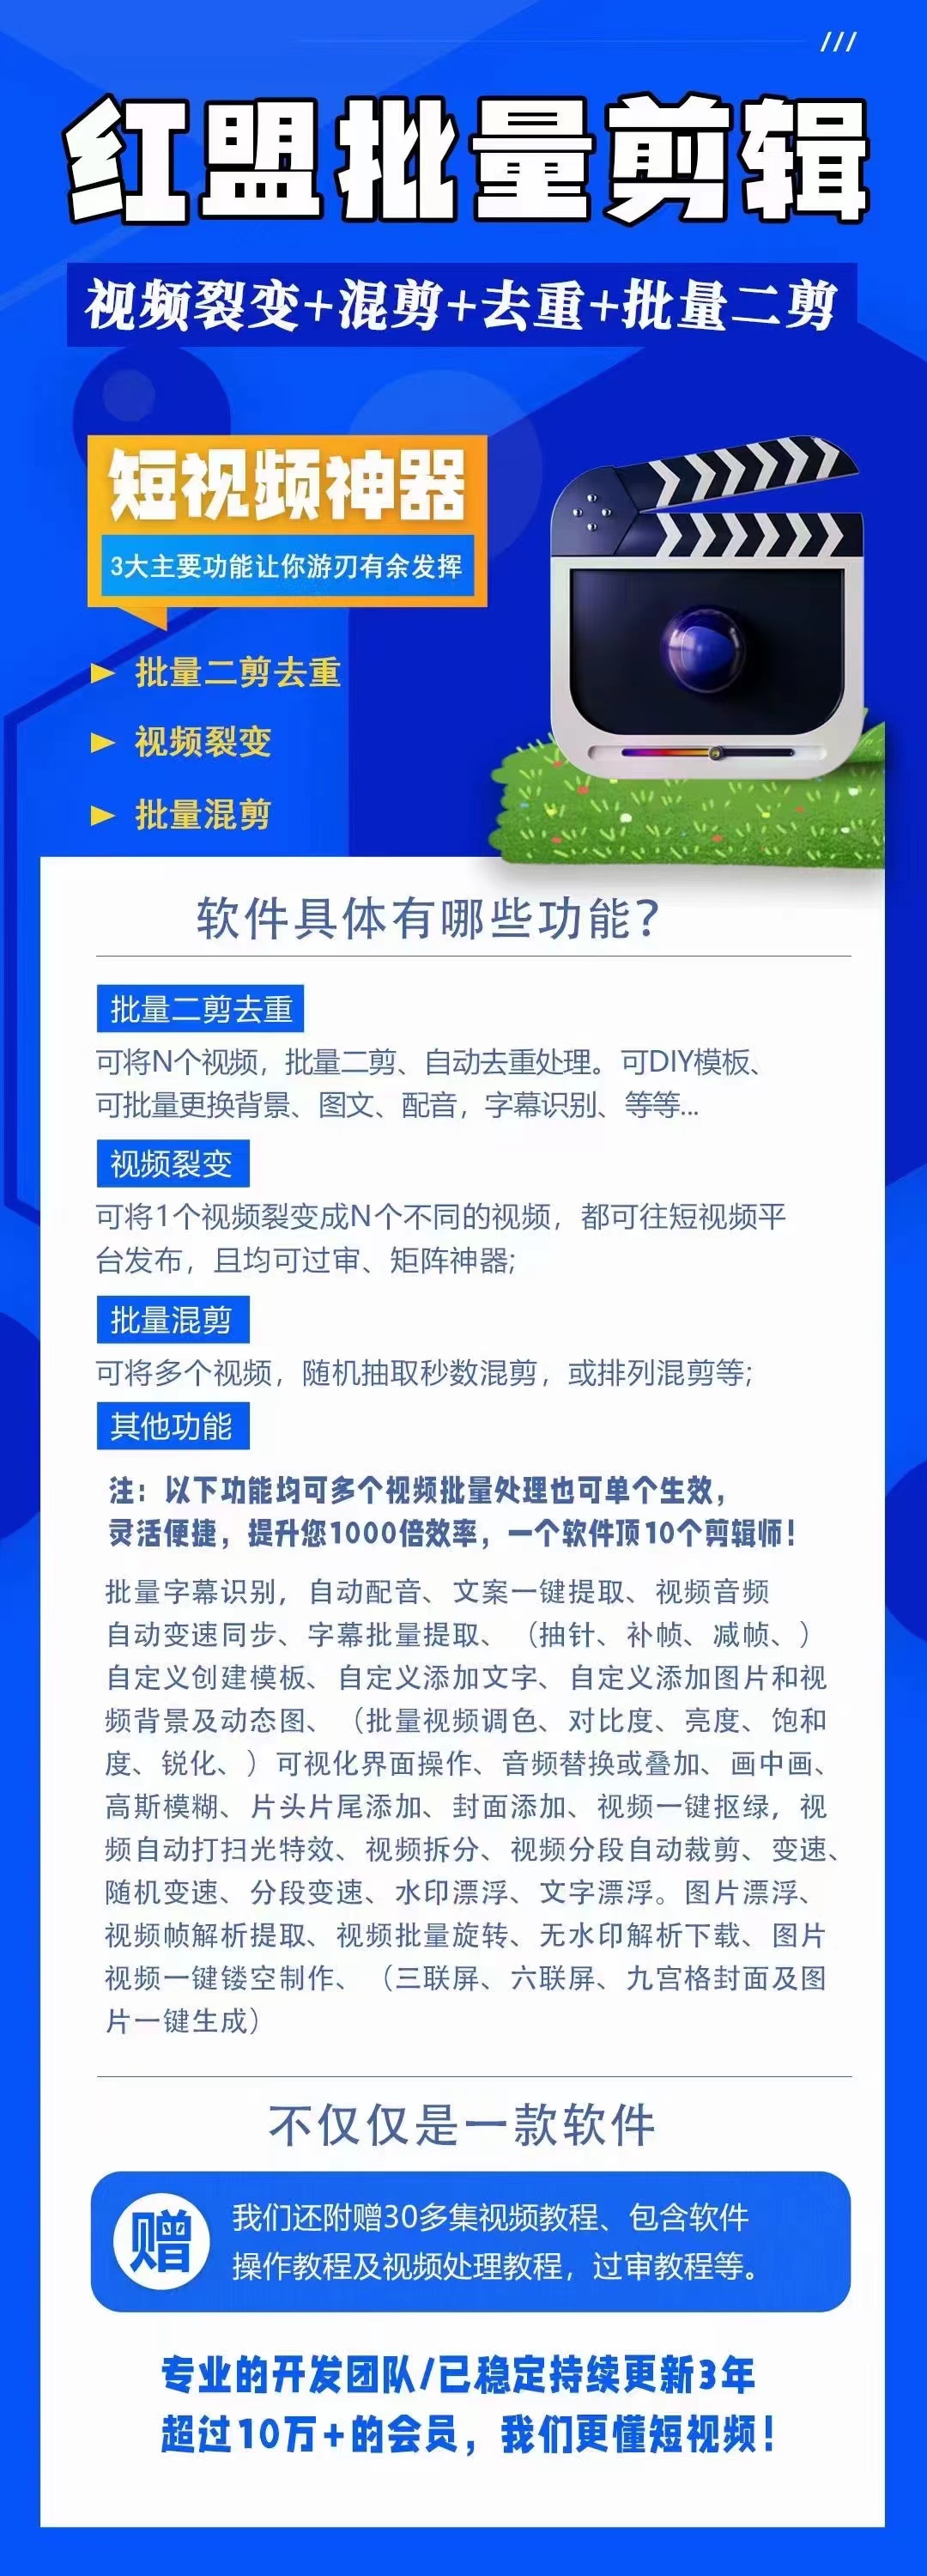 ///
红盟批量剪辑
视频裂变+混剪+去重+批量二剪
短视频神器
3大主要功能让你游刃有余发挥
批量二剪去重
视频裂变
批量混剪
软件具体有哪些功能?
批量二剪去重
可将N个视频，批量二剪、自动去重处理。可DIY模板、
可批量更换背景、图文、配音，字幕识别、等等...
视频裂变
可将1个视频裂变成N个不同的视频，都可往短视频平
台发布，且均可过审、矩阵神器;
批量混剪
可将多个视频，随机抽取秒数混剪，或排列混剪等;
其他功能
注：以下功能均可多个视频批量处理也可单个生效，
灵活便捷，提升您1000倍效率，一个软件顶10个剪辑师！
批量字幕识别，自动配音、文案一键提取、视频音频
自动变速同步、字幕批量提取、（抽针、补帧、减帧、）
自定义创建模板、自定义添加文字、自定义添加图片和视
频背景及动态图、（批量视频调色、对比度、亮度、饱和
度、锐化、）可视化界面操作、音频替换或叠加、画中画、
高斯模糊、片头片尾添加、封面添加、视频一键抠绿，视
频自动打扫光特效、视频拆分、视频分段自动裁剪、变速、
随机变速、分段变速、水印漂浮、文字漂浮。图片漂浮、
视频帧解析提取、视频批量旋转、无水印解析下载、图片
视频一键镂空制作、（三联屏、六联屏、九宫格封面及图
片一键生成）
不仅仅是一款软件
赠
我们还附赠30多集视频教程、包含软件
操作教程及视频处理教程，过审教程等。
专业的开发团队/已稳定持续更新3年
超过10万+的会员，我们更懂短视频！